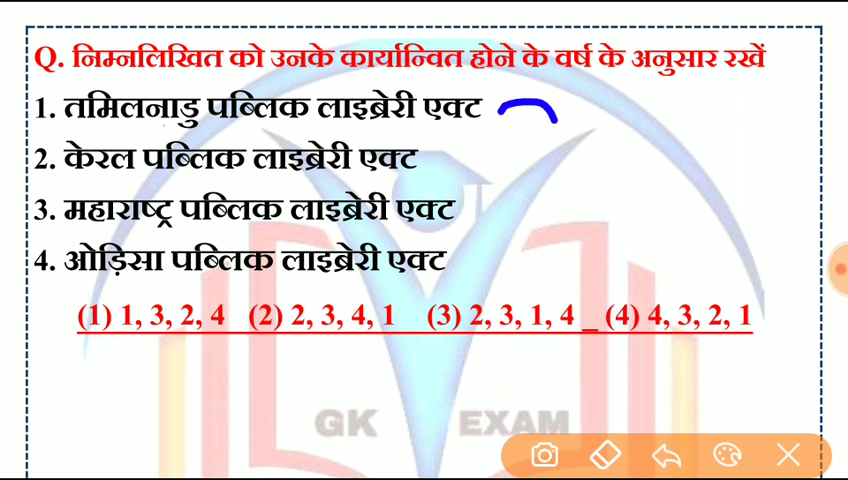 Q. निम्नलिखित को उनके कार्यान्वित होने के वर्ष के अनुसार रखें
1. तमिलनाडु पब्लिक लाइब्रेरी एक्ट
2. केरल पब्लिक लाइब्रेरी एक्ट
3. महाराष्ट्र पब्लिक लाइब्रेरी एक्ट
4. ओड़िसा पब्लिक लाइब्रेरी एक्ट
(1) 1, 3, 2, 4 (2) 2, 3, 4, 1 (3) 2, 3, 1, 4 _ (4) 4, 3, 2, 1
GK EXAM